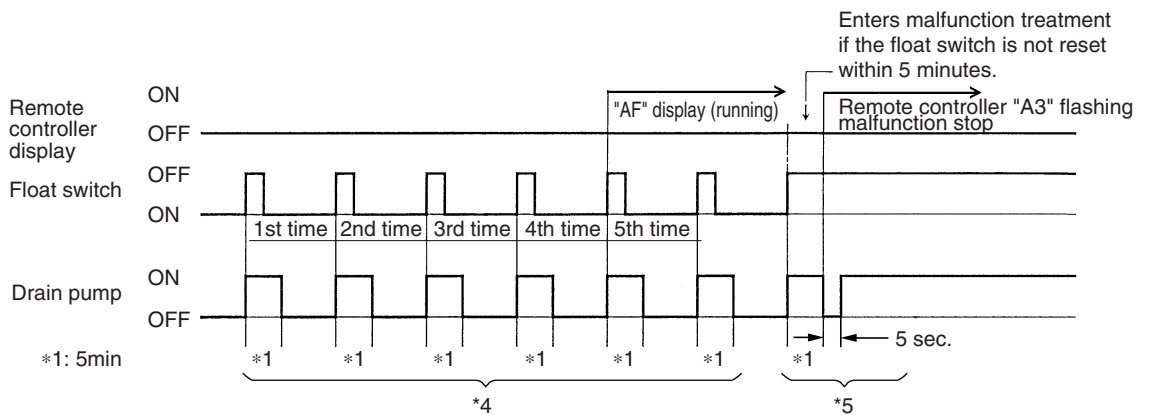 Enters malfunction treatment
if the float switch is not reset
within 5 minutes.
Remote
controller
display
ON
OFF
"AF" display (running)
Remote controller "A3" flashing
malfunction stop
Float switch
OFF
ON
1st time
2nd time
3rd time
4th time
5th time
Drain pump
ON
OFF
5 sec.
*1: 5min
*1
*1
*1
*1
*1
*1
*1
*4
*5